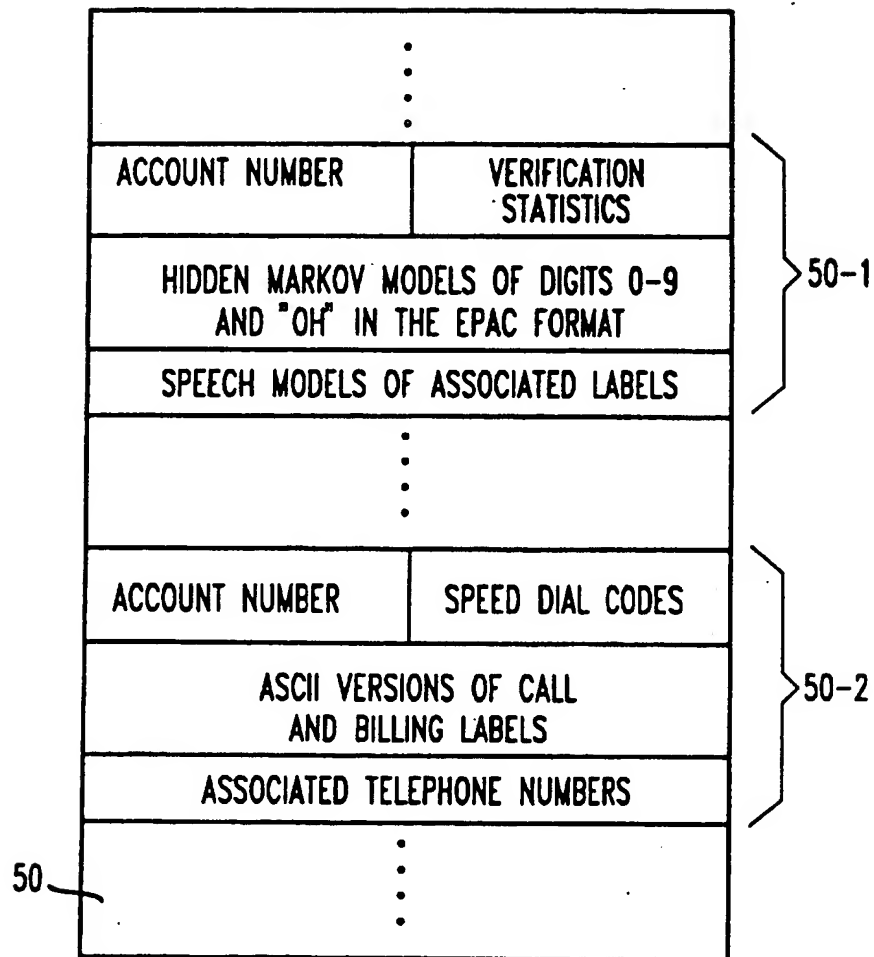 ACCOUNT NUMBER
VERIFICATION
STATISTICS
HIDDEN MARKOV MODELS OF DIGITS 0-9
AND "OH" IN THE EPAC FORMAT
SPEECH MODELS OF ASSOCIATED LABELS
50-1
ACCOUNT NUMBER
SPEED DIAL CODES
ASCII VERSIONS OF CALL
AND BILLING LABELS
ASSOCIATED TELEPHONE NUMBERS
50-2
50